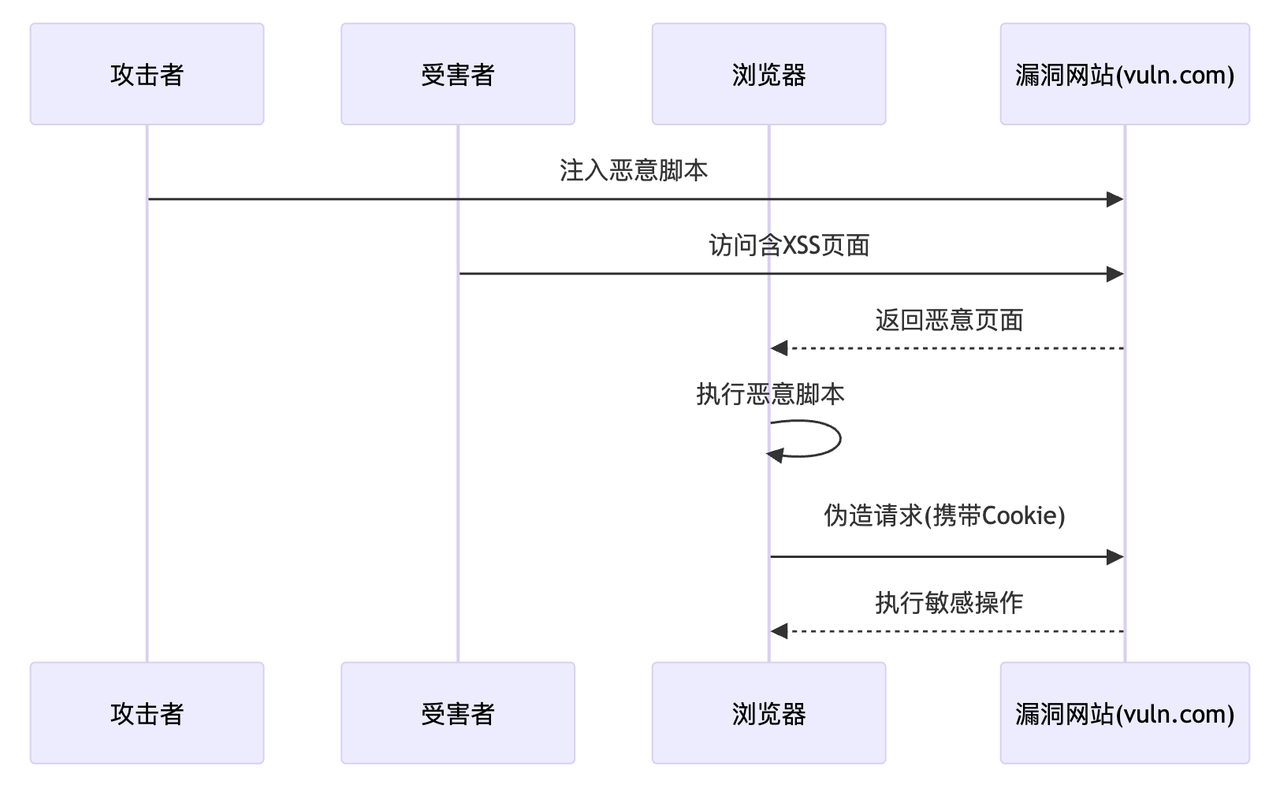 攻击者
受害者
浏览器
漏洞网站(vuln.com)
注入恶意脚本
访问含XSS页面
返回恶意页面
执行恶意脚本
伪造请求(携带Cookie)
执行敏感操作
攻击者
受害者
浏览器
漏洞网站(vuln.com)